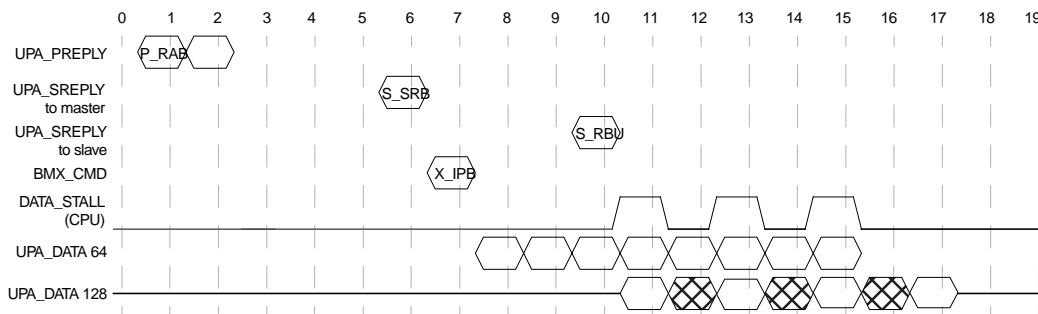 0 1 2 3 4 5 6 7 8 9 10 11 12 13 14 15 16 17 18 19
UPA_PREPLY
P_RAB
UPA_SREPLY
to master
S_SRB
UPA_SREPLY
to slave
S_RBU
BMX_CMD
X_IPB
DATA_STALL
(CPU)
UPA_DATA 64
UPA_DATA 128